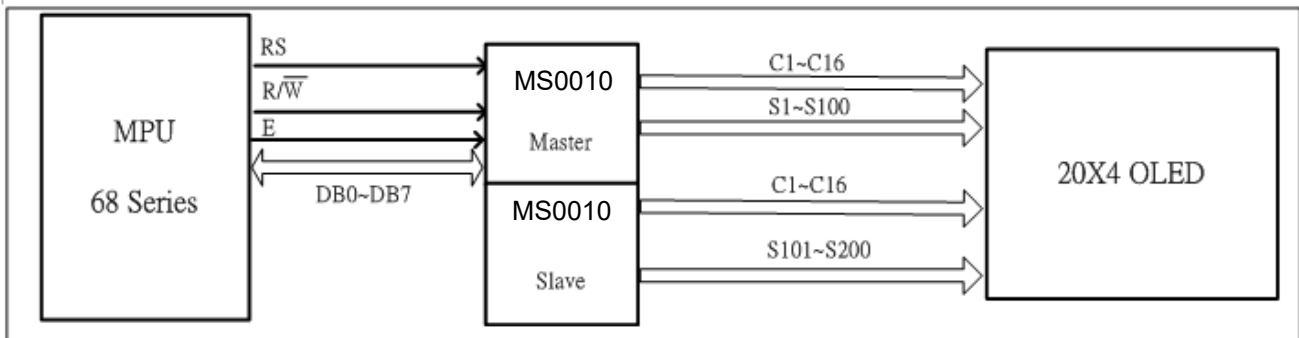 MPU
68 Series
RS
R/W̅
E
DB0~DB7
MS0010
Master
MS0010
Slave
C1~C16
S1~S100
C1~C16
S101~S200
20X4 OLED